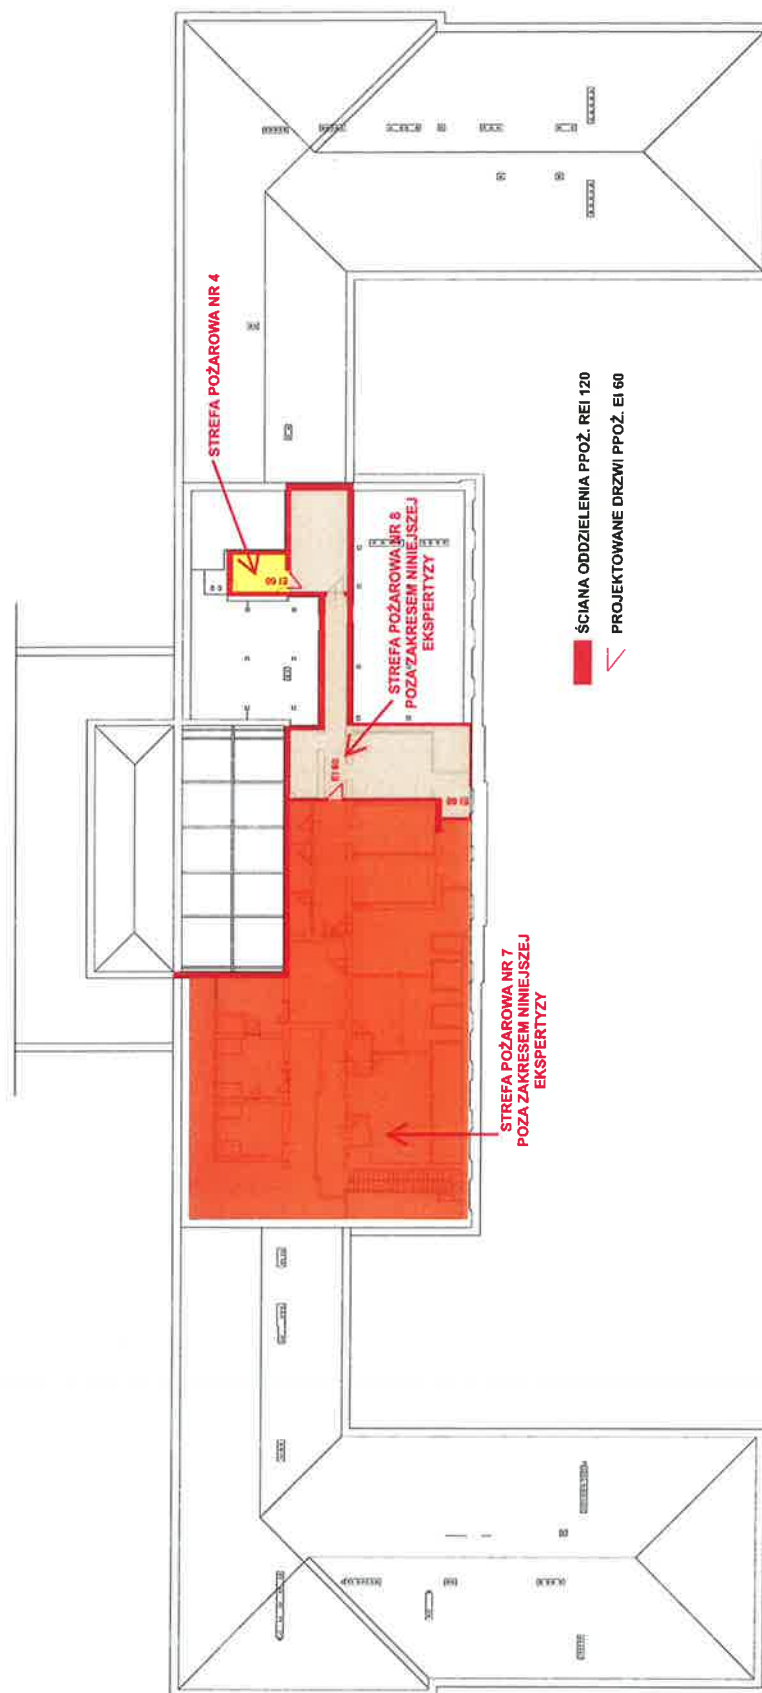 STREFA POŻAROWA NR 4
EI 60
STREFA POŻAROWA NR 8
POZA ZAKRESEM NINIEJSZEJ
EKSPERTYZY
EI 60
EI 60
STREFA POŻAROWA NR 7
POZA ZAKRESEM NINIEJSZEJ
EKSPERTYZY
ŚCIANA ODDZIELENIA PPOŻ. REI 120
PROJEKTOWANE DRZWI PPOŻ. EI 60